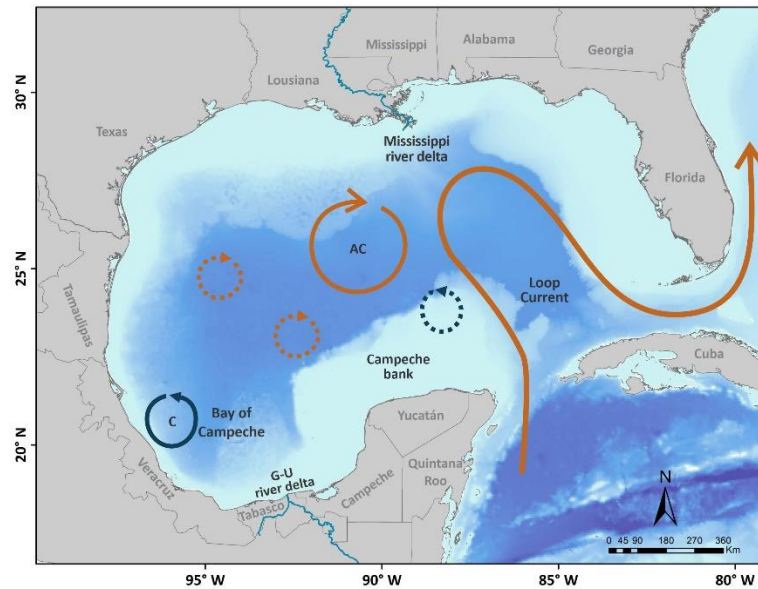 Mississippi
Alabama
Georgia
Lousiana
30° N
Texas
Mississippi
river delta
Florida
AC
25° N
Loop
Current
Tamaulipas
Campeche
bank
Cuba
C
Bay of
Campeche
Yucatán
20° N
G-U
river delta
Veracruz
Tabasco
Campeche
Quintana
Roo
N
0 45 90 180 270 360
Km
95° W
90° W
85° W
80° W